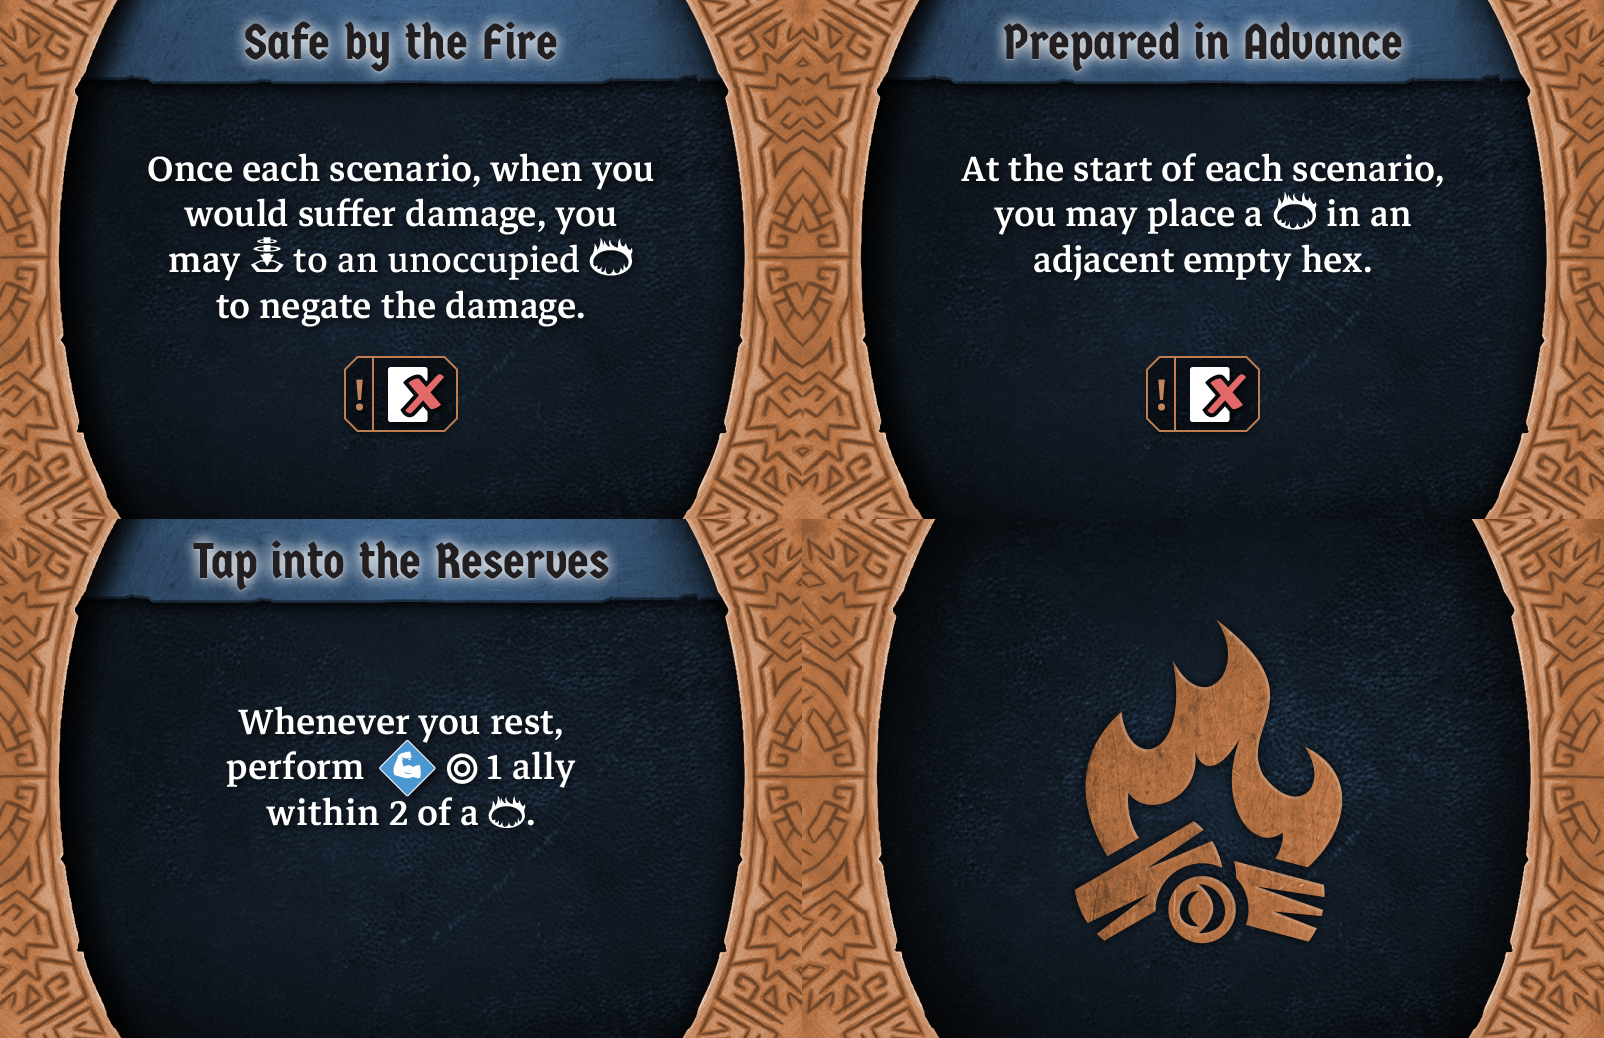 Safe by the Fire
Once each scenario, when you
would suffer damage, you
may to an unoccupied
to negate the damage.
!
Prepared in Advance
At the start of each scenario,
you may place a in an
adjacent empty hex.
!
Tap into the Reserves
Whenever you rest,
perform 1 ally
within 2 of a .